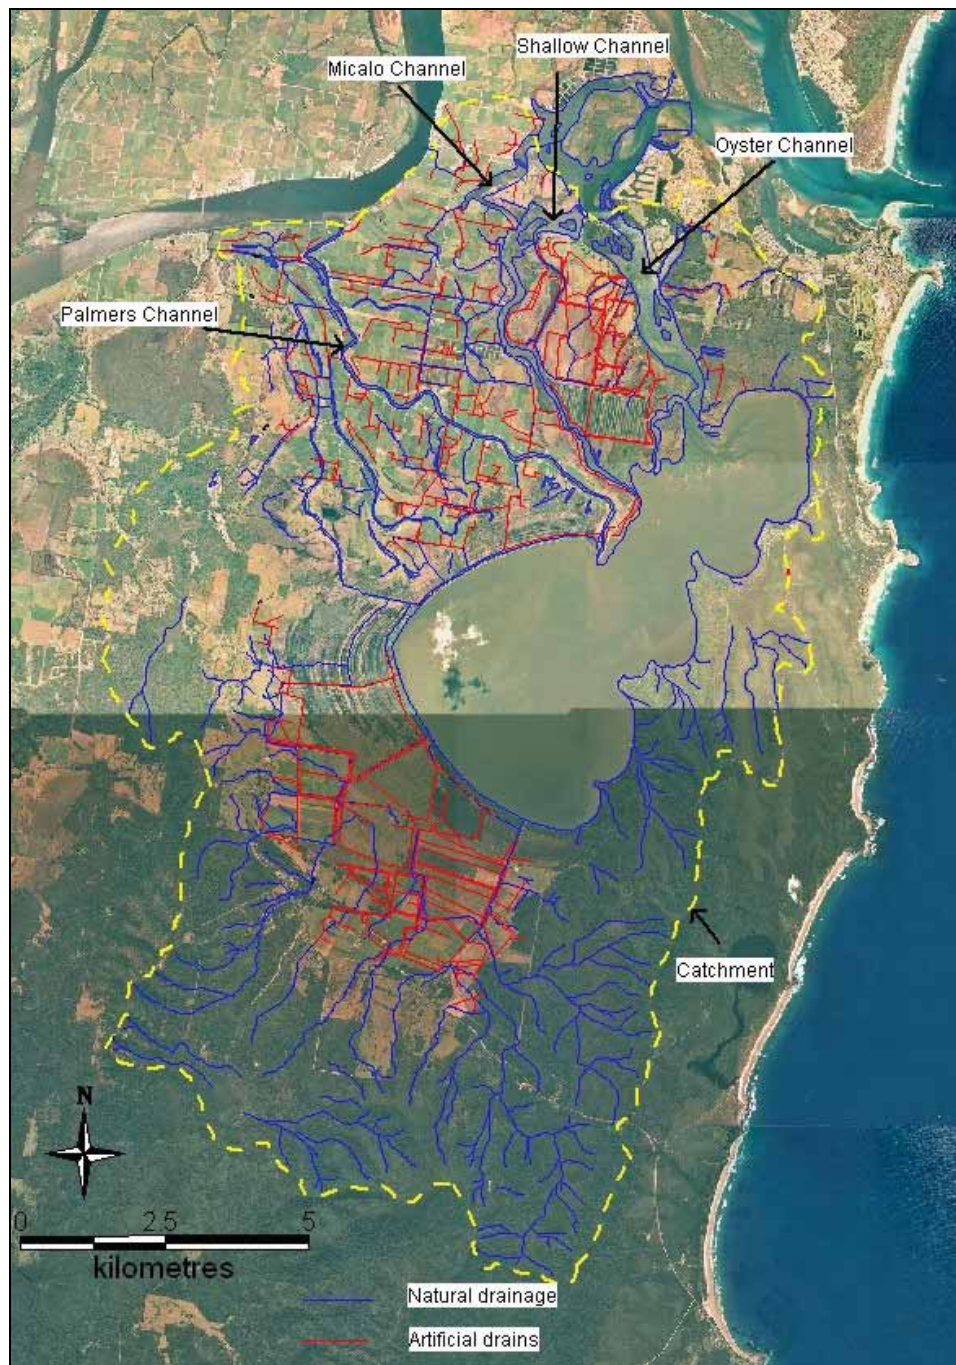 Shallow Channel
Micalo Channel
Oyster Channel
Palmers Channel
Catchment
N
0 2.5 5
kilometres
Natural drainage
Artificial drains